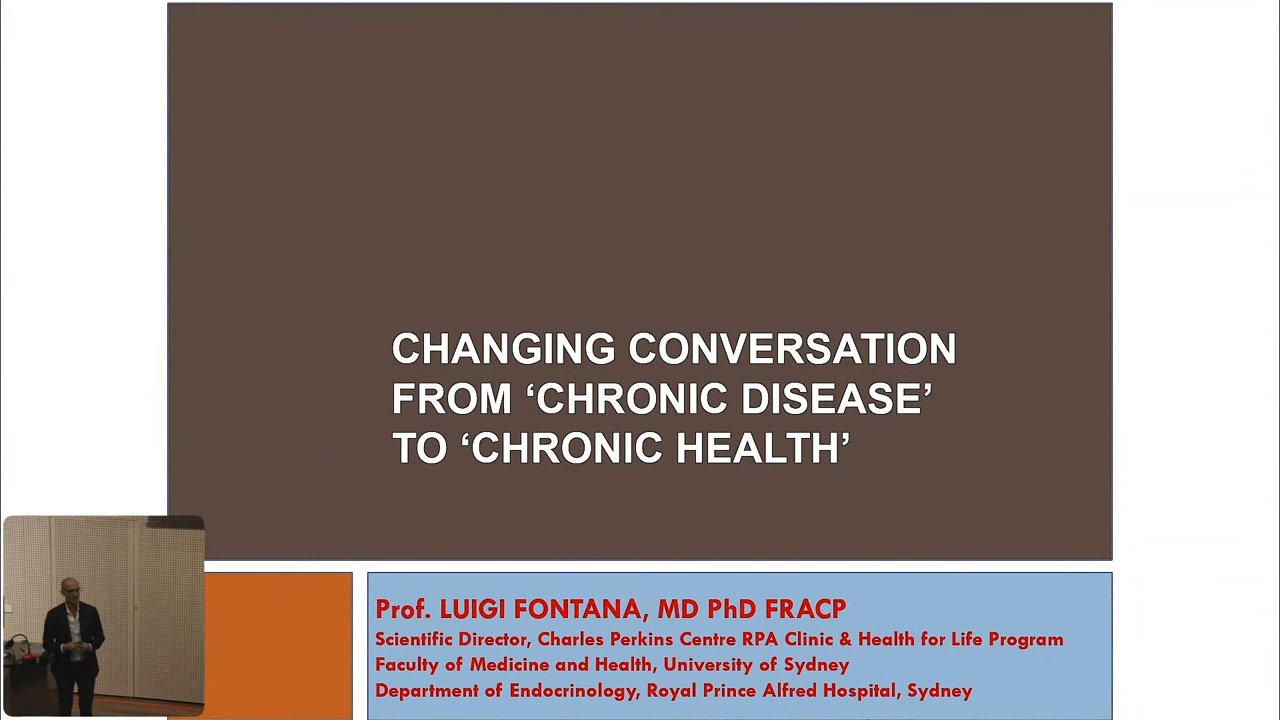 CHANGING CONVERSATION
FROM ‘CHRONIC DISEASE’
TO ‘CHRONIC HEALTH’
Prof. LUIGI FONTANA, MD PhD FRACP
Scientific Director, Charles Perkins Centre RPA Clinic & Health for Life Program
Faculty of Medicine and Health, University of Sydney
Department of Endocrinology, Royal Prince Alfred Hospital, Sydney